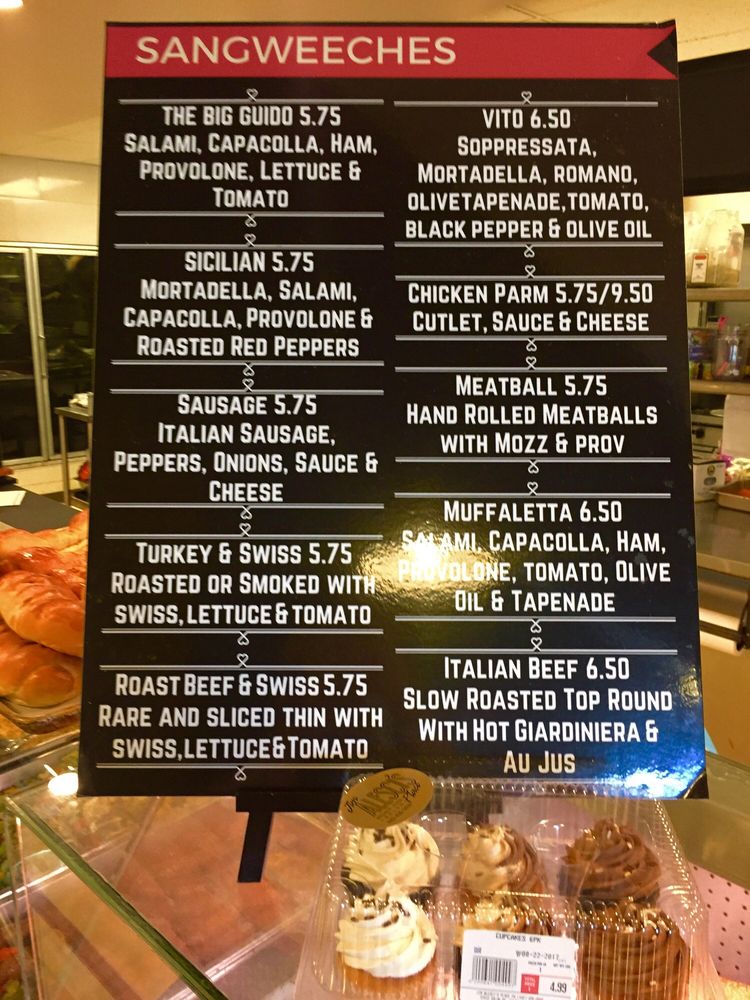 SANGWEECHES
THE BIG GUIDO 5.75
SALAMI, CAPACOLLA, HAM,
PROVOLONE, LETTUCE &
TOMATO
SICILIAN 5.75
MORTADELLA, SALAMI,
CAPACOLLA, PROVOLONE &
ROASTED RED PEPPERS
SAUSAGE 5.75
ITALIAN SAUSAGE,
PEPPERS, ONIONS, SAUCE &
CHEESE
TURKEY & SWISS 5.75
ROASTED OR SMOKED WITH
SWISS, LETTUCE & TOMATO
ROAST BEEF & SWISS 5.75
RARE AND SLICED THIN WITH
SWISS, LETTUCE & TOMATO
VITO 6.50
SOPPRESSATA,
MORTADELLA, ROMANO,
OLIVETAPENADE, TOMATO,
BLACK PEPPER & OLIVE OIL
CHICKEN PARM 5.75/9.50
CUTLET, SAUCE & CHEESE
MEATBALL 5.75
HAND ROLLED MEATBALLS
WITH MOZZ & PROV
MUFFALETTA 6.50
SALAMI, CAPACOLLA, HAM,
PROVOLONE, TOMATO, OLIVE
OIL & TAPENADE
ITALIAN BEEF 6.50
SLOW ROASTED TOP ROUND
WITH HOT GIARDINIERA &
AU JUS
CUPCAKES 6PK
4.99